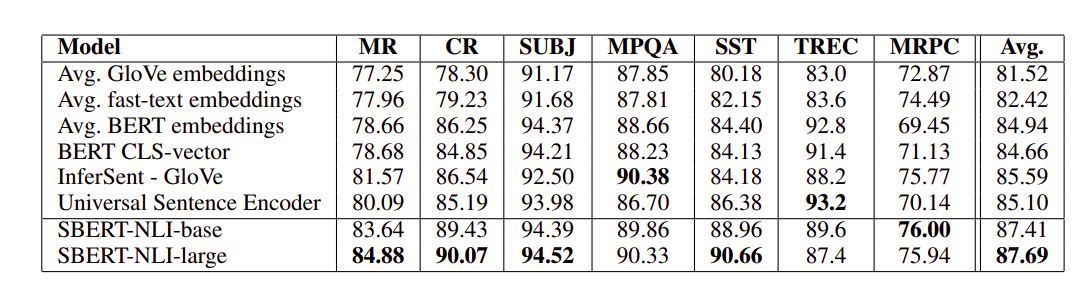 Model MR CR SUBJ MPQA SST TREC MRPC Avg.
Avg. GloVe embeddings 77.25 78.30 91.17 87.85 80.18 83.0 72.87 81.52
Avg. fast-text embeddings 77.96 79.23 91.68 87.81 82.15 83.6 74.49 82.42
Avg. BERT embeddings 78.66 86.25 94.37 88.66 84.40 92.8 69.45 84.94
BERT CLS-vector 78.68 84.85 94.21 88.23 84.13 91.4 71.13 84.66
InferSent - GloVe 81.57 86.54 92.50 90.38 84.18 88.2 75.77 85.59
Universal Sentence Encoder 80.09 85.19 93.98 86.70 86.38 93.2 70.14 85.10
SBERT-NLI-base 83.64 89.43 94.39 89.86 88.96 89.6 76.00 87.41
SBERT-NLI-large 84.88 90.07 94.52 90.33 90.66 87.4 75.94 87.69